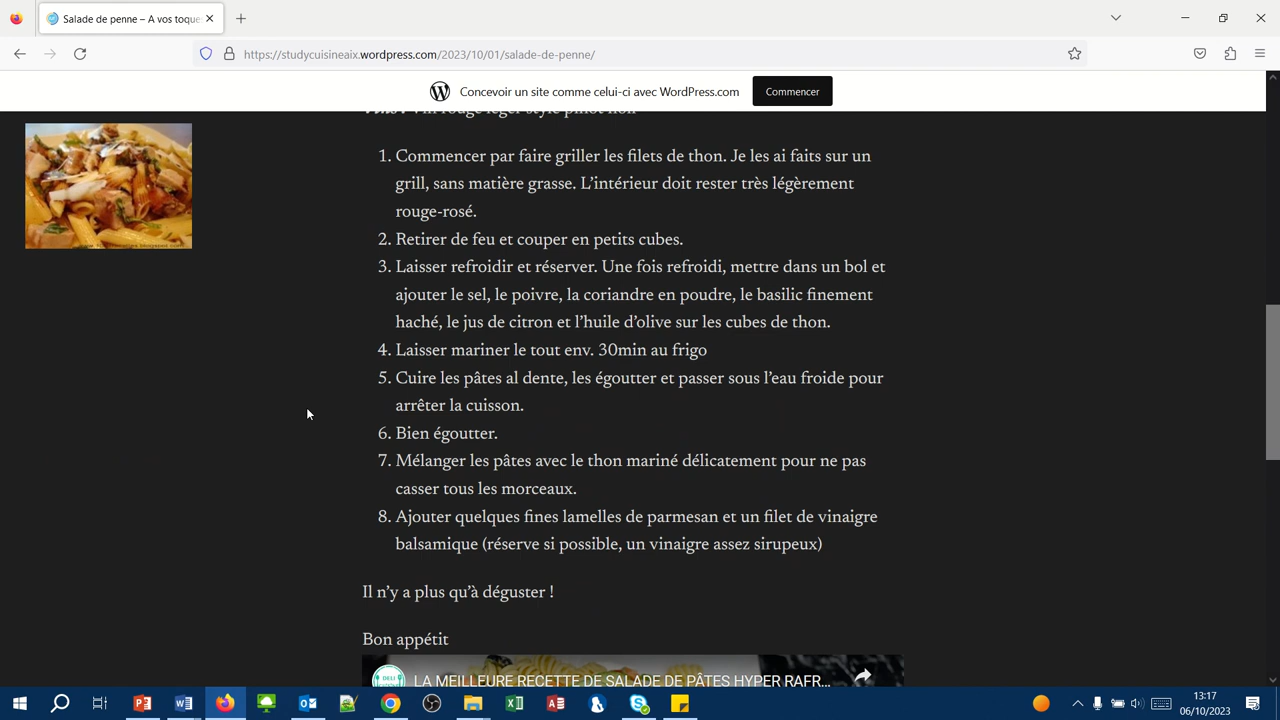 Salade de penne – A vos toque
https://studycuisineaix.wordpress.com/2023/10/01/salade-de-penne/
Concevoir un site comme celui-ci avec WordPress.com
Commencer
1. Commencer par faire griller les filets de thon. Je les ai faits sur un
grill, sans matière grasse. L’intérieur doit rester très légèrement
rouge-rosé.
2. Retirer de feu et couper en petits cubes.
3. Laisser refroidir et réserver. Une fois refroidi, mettre dans un bol et
ajouter le sel, le poivre, la coriandre en poudre, le basilic finement
haché, le jus de citron et l’huile d’olive sur les cubes de thon.
4. Laisser mariner le tout env. 30min au frigo
5. Cuire les pâtes al dente, les égoutter et passer sous l’eau froide pour
arrêter la cuisson.
6. Bien égoutter.
7. Mélanger les pâtes avec le thon mariné délicatement pour ne pas
casser tous les morceaux.
8. Ajouter quelques fines lamelles de parmesan et un filet de vinaigre
balsamique (réserve si possible, un vinaigre assez sirupeux)
Il n’y a plus qu’à déguster !
Bon appétit
DELI
LA MEILLEURE RECETTE DE SALADE DE PÂTES HYPER RAFR...
13:17
06/10/2023